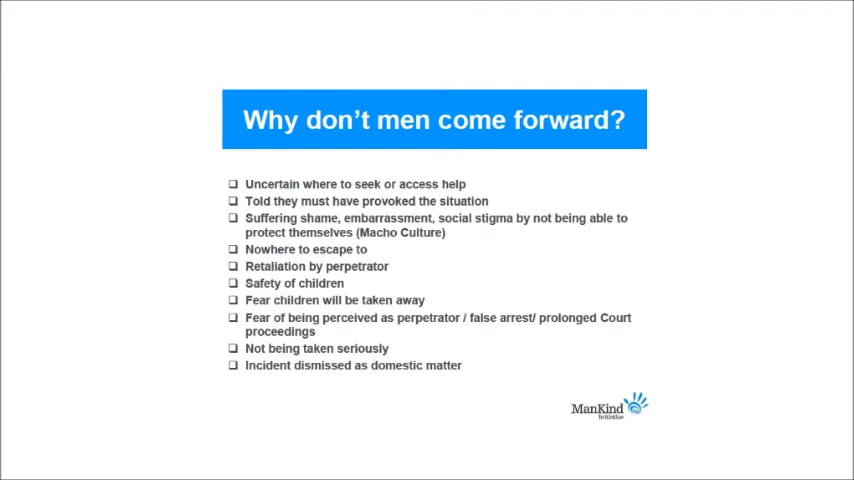 Why don't men come forward?
❑ Uncertain where to seek or access help
❑ Told they must have provoked the situation
❑ Suffering shame, embarrassment, social stigma by not being able to
protect themselves (Macho Culture)
❑ Nowhere to escape to
❑ Retaliation by perpetrator
❑ Safety of children
❑ Fear children will be taken away
❑ Fear of being perceived as perpetrator / false arrest/ prolonged Court
proceedings
❑ Not being taken seriously
❑ Incident dismissed as domestic matter
ManKind
Initiative